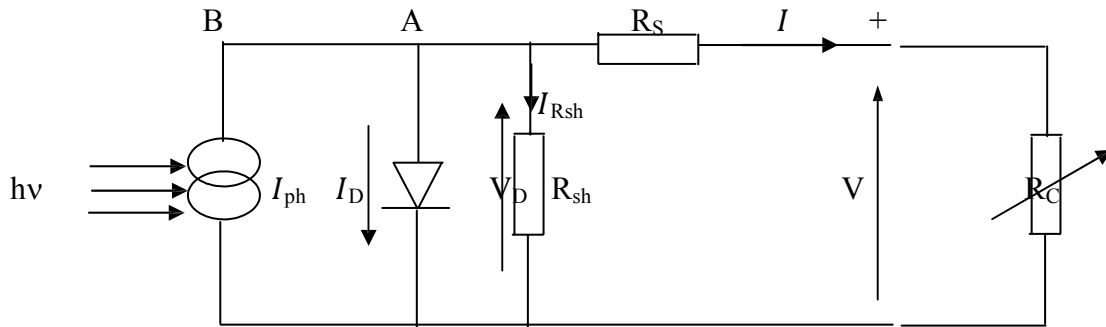 B A R_S I +
I_Rsh
hν I_ph I_D V_D R_sh V R_C